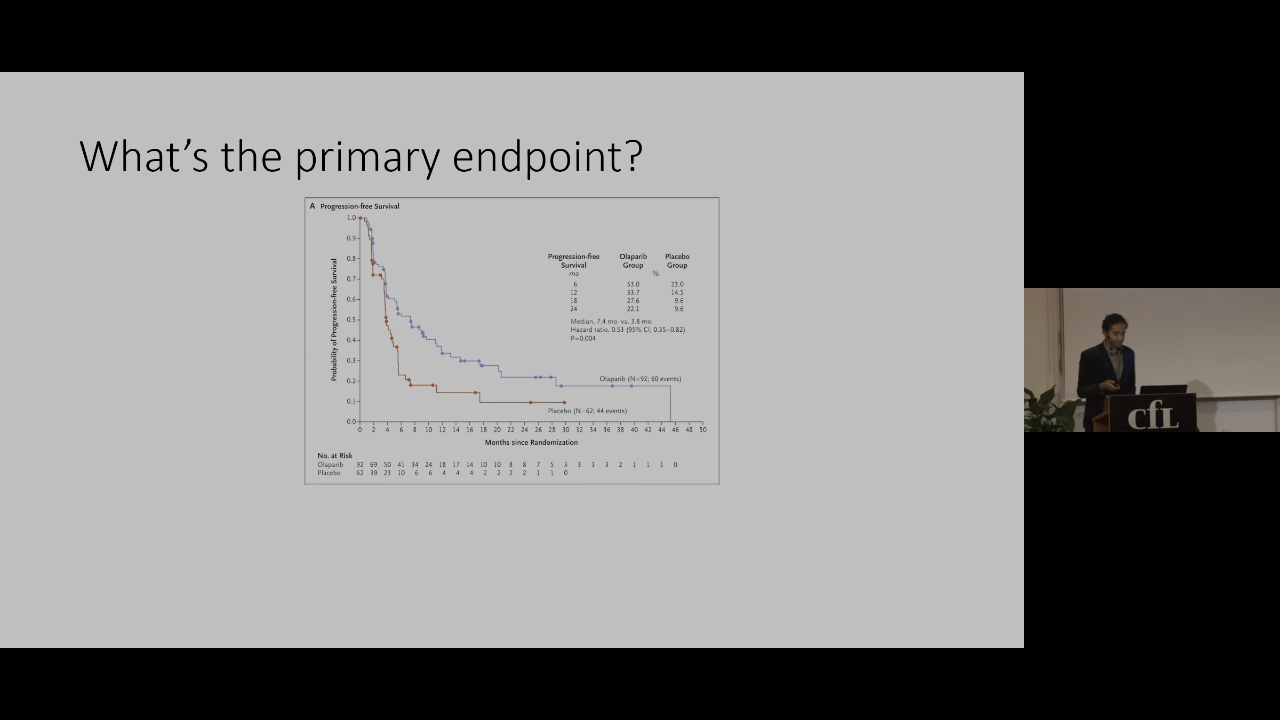 What's the primary endpoint?
A Progression-free Survival
Probability of Progression-free Survival
1.0
0.9
0.8
0.7
0.6
0.5
0.4
0.3
0.2
0.1
0.0
0 2 4 6 8 10 12 14 16 18 20 22 24 26 28 30 32 34 36 38 40 42 44 46 48 50
Months since Randomization
Progression-free Survival Olaparib Group Placebo Group
mo %
6 53.0 23.0
12 33.7 14.5
18 27.6 9.6
24 22.1 9.6
Median, 7.4 mo vs. 3.8 mo
Hazard ratio, 0.53 (95% CI, 0.35–0.82)
P=0.004
Olaparib (N=92; 60 events)
Placebo (N=62; 44 events)
No. at Risk
Olaparib 92 69 50 41 34 24 18 17 14 10 10 8 8 7 5 3 3 3 3 2 1 1 1 0
Placebo 62 39 23 10 6 6 4 4 4 2 2 2 2 1 1 0
cfL